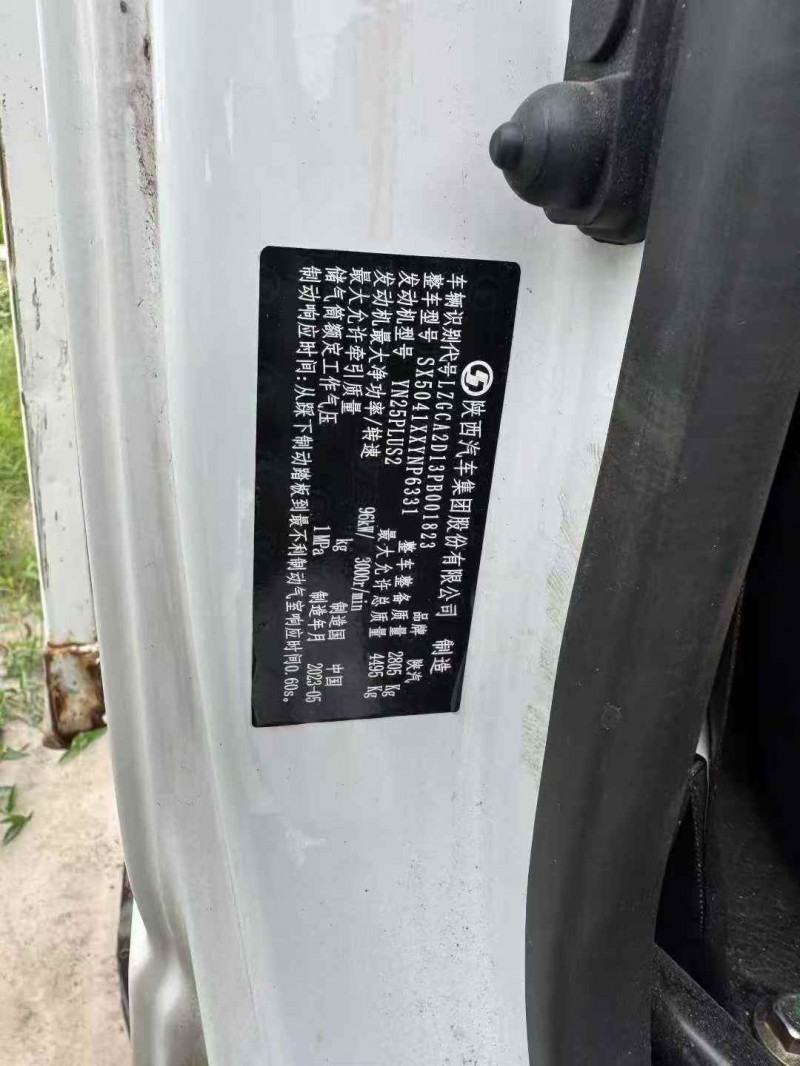 陕西汽车集团股份有限公司 制造
车辆识别代号LZGCA2D13PB001823 品牌 陕汽
整车型号 SX5041XXYNP6331 整车整备质量 2805 Kg
发动机型号 YN25PLUS2 最大允许总质量 4495 Kg
发动机最大净功率/转速 96kW/ 3000r/min
最大允许牵引质量 kg 制造国 中国
储气筒额定工作气压 1MPa 制造年月 2023-05
制动响应时间:从踩下制动踏板到最不利制动气室响应时间0.60s。